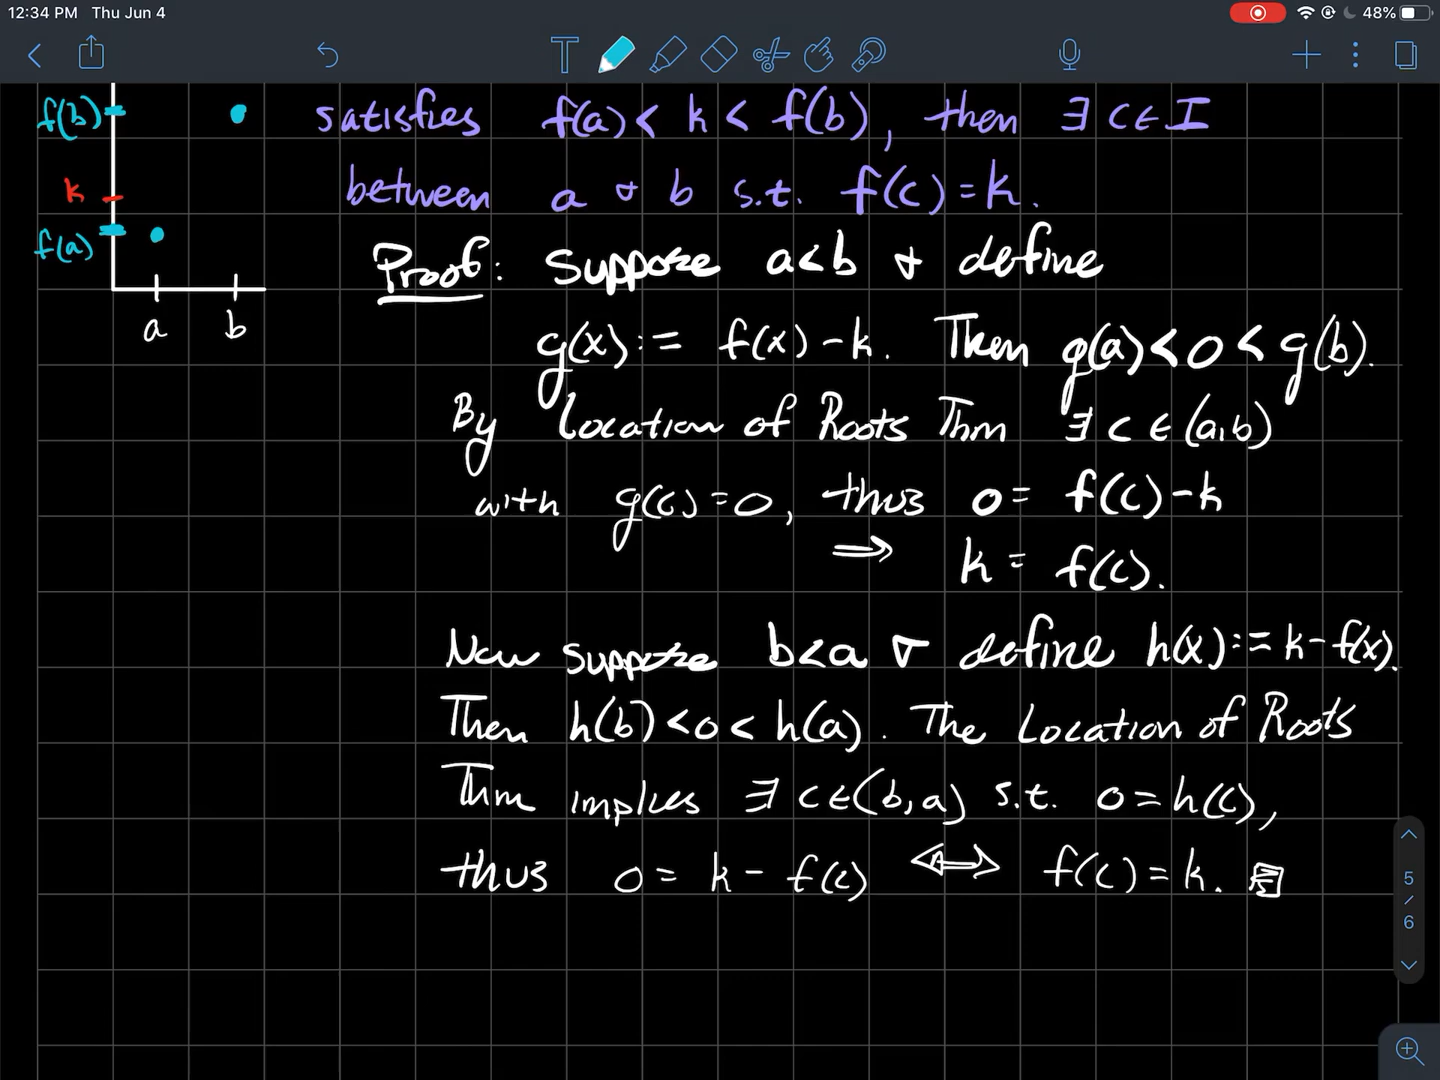 12:34 PM Thu Jun 4
48%
f(b)
satisfies f(a) < k < f(b), then ∃ c ∈ I
k
between a & b s.t. f(c) = k.
f(a)
Proof: Suppose a < b & define
a b
g(x) := f(x) - k. Then g(a) < 0 < g(b).
By Location of Roots Thm ∃ c ∈ (a,b)
with g(c) = 0, thus 0 = f(c) - k
⇒ k = f(c).
Now suppose b < a & define h(x) := k - f(x).
Then h(b) < 0 < h(a). The Location of Roots
Thm implies ∃ c ∈ (b,a) s.t. 0 = h(c),
thus 0 = k - f(c) ⟺ f(c) = k.
5
/
6